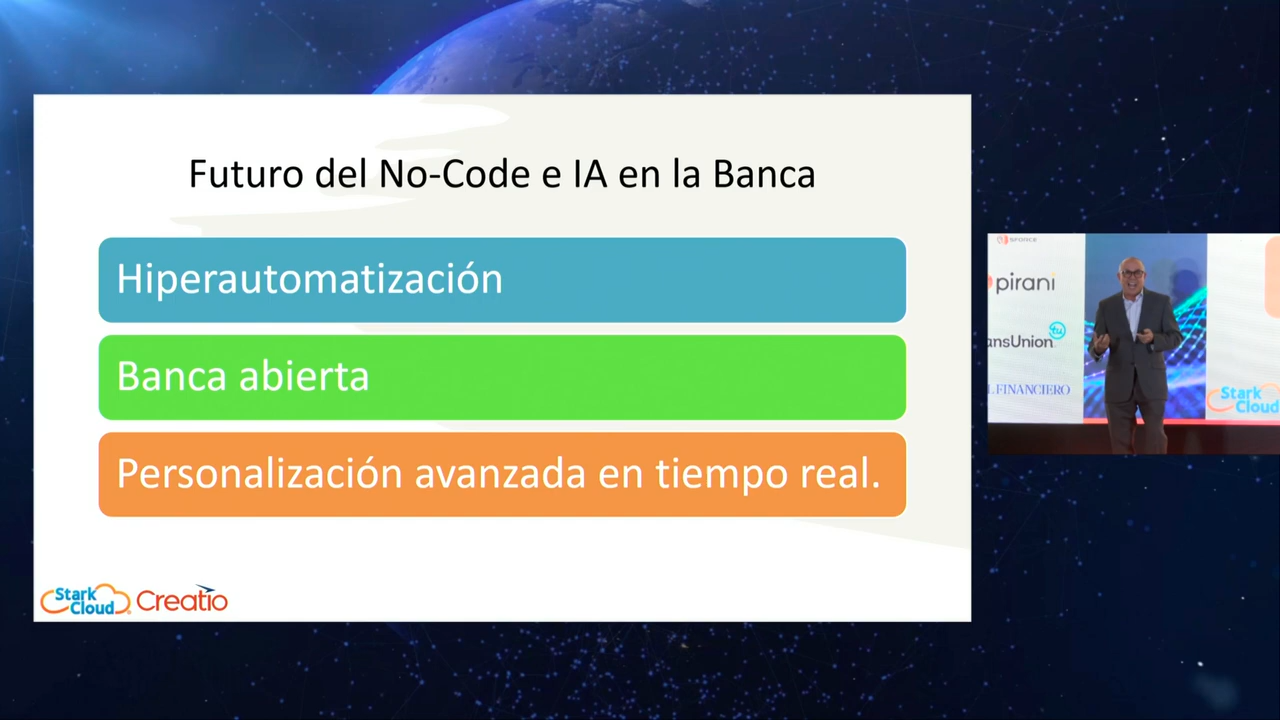 Futuro del No-Code e IA en la Banca
Hiperautomatización
Banca abierta
Personalización avanzada en tiempo real.
Stark
Cloud
Creatio
pirani
ansUnion
tu
L FINANCIERO
Stark
Cloud